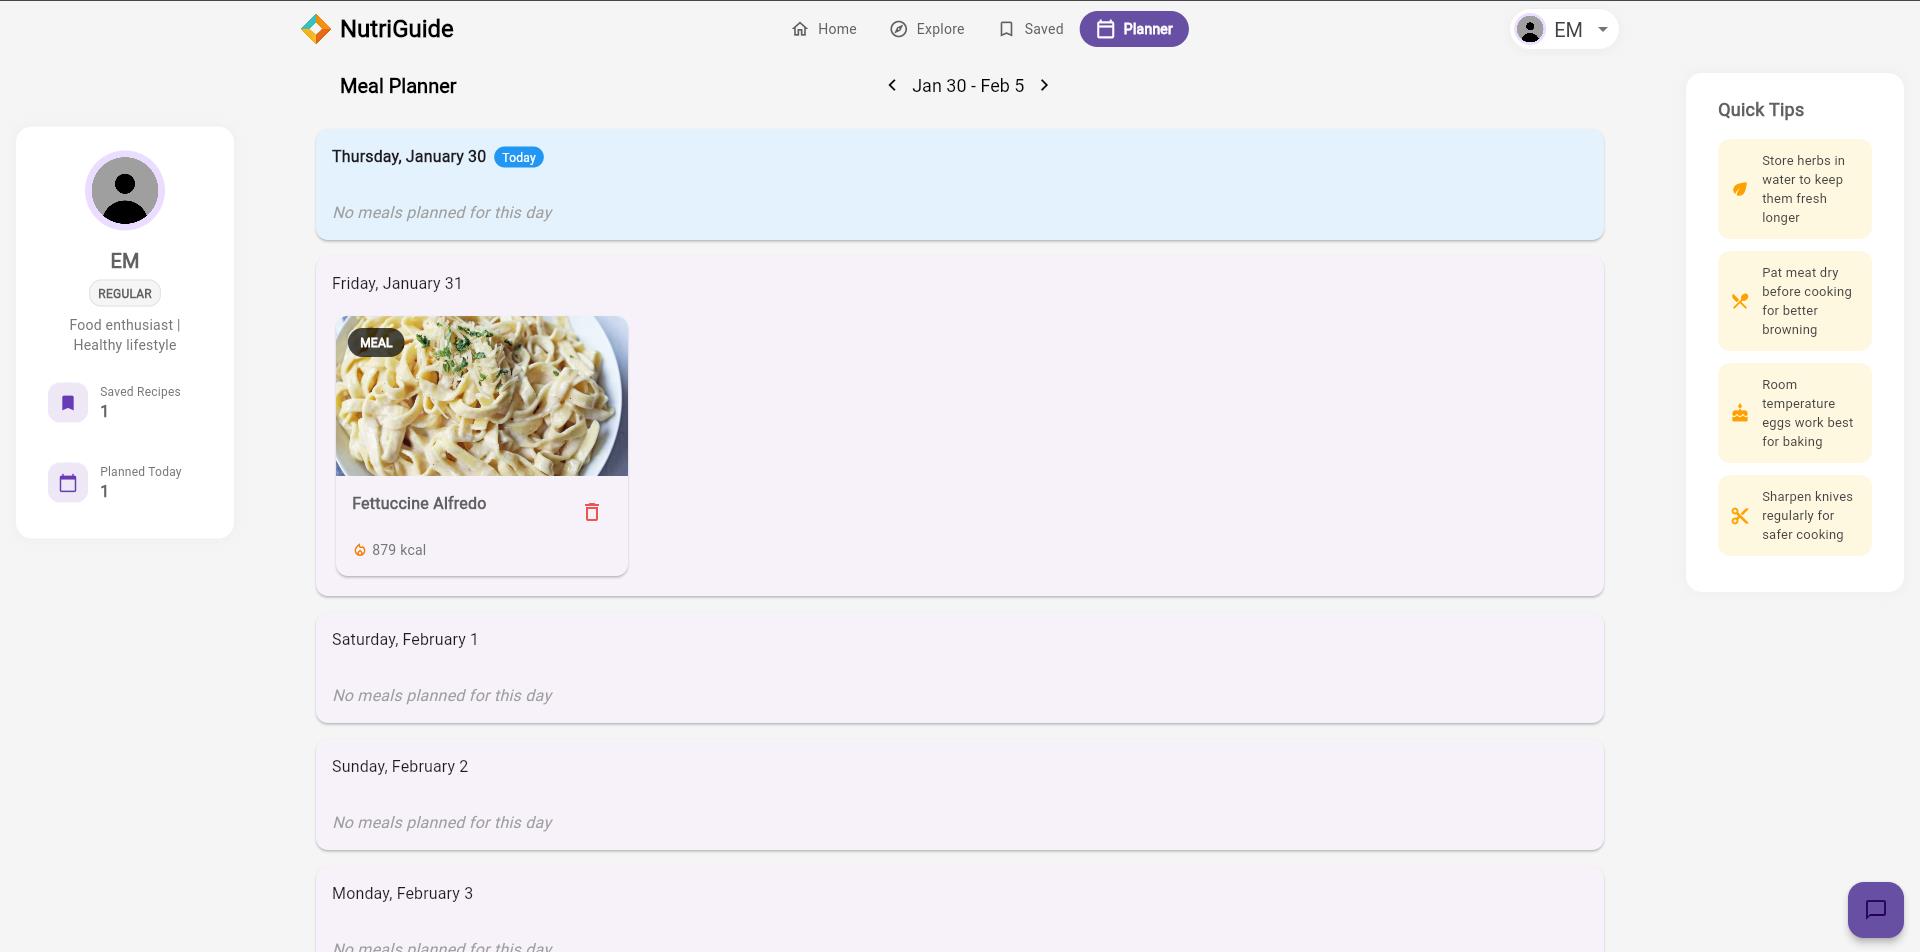 NutriGuide
Home
Explore
Saved
Planner
EM
Meal Planner
Jan 30 - Feb 5
EM
REGULAR
Food enthusiast |
Healthy lifestyle
Saved Recipes
1
Planned Today
1
Thursday, January 30 Today
No meals planned for this day
Friday, January 31
MEAL
Fettuccine Alfredo
879 kcal
Saturday, February 1
No meals planned for this day
Sunday, February 2
No meals planned for this day
Monday, February 3
No meals planned for this day
Quick Tips
Store herbs in
water to keep
them fresh
longer
Pat meat dry
before cooking
for better
browning
Room
temperature
eggs work best
for baking
Sharpen knives
regularly for
safer cooking